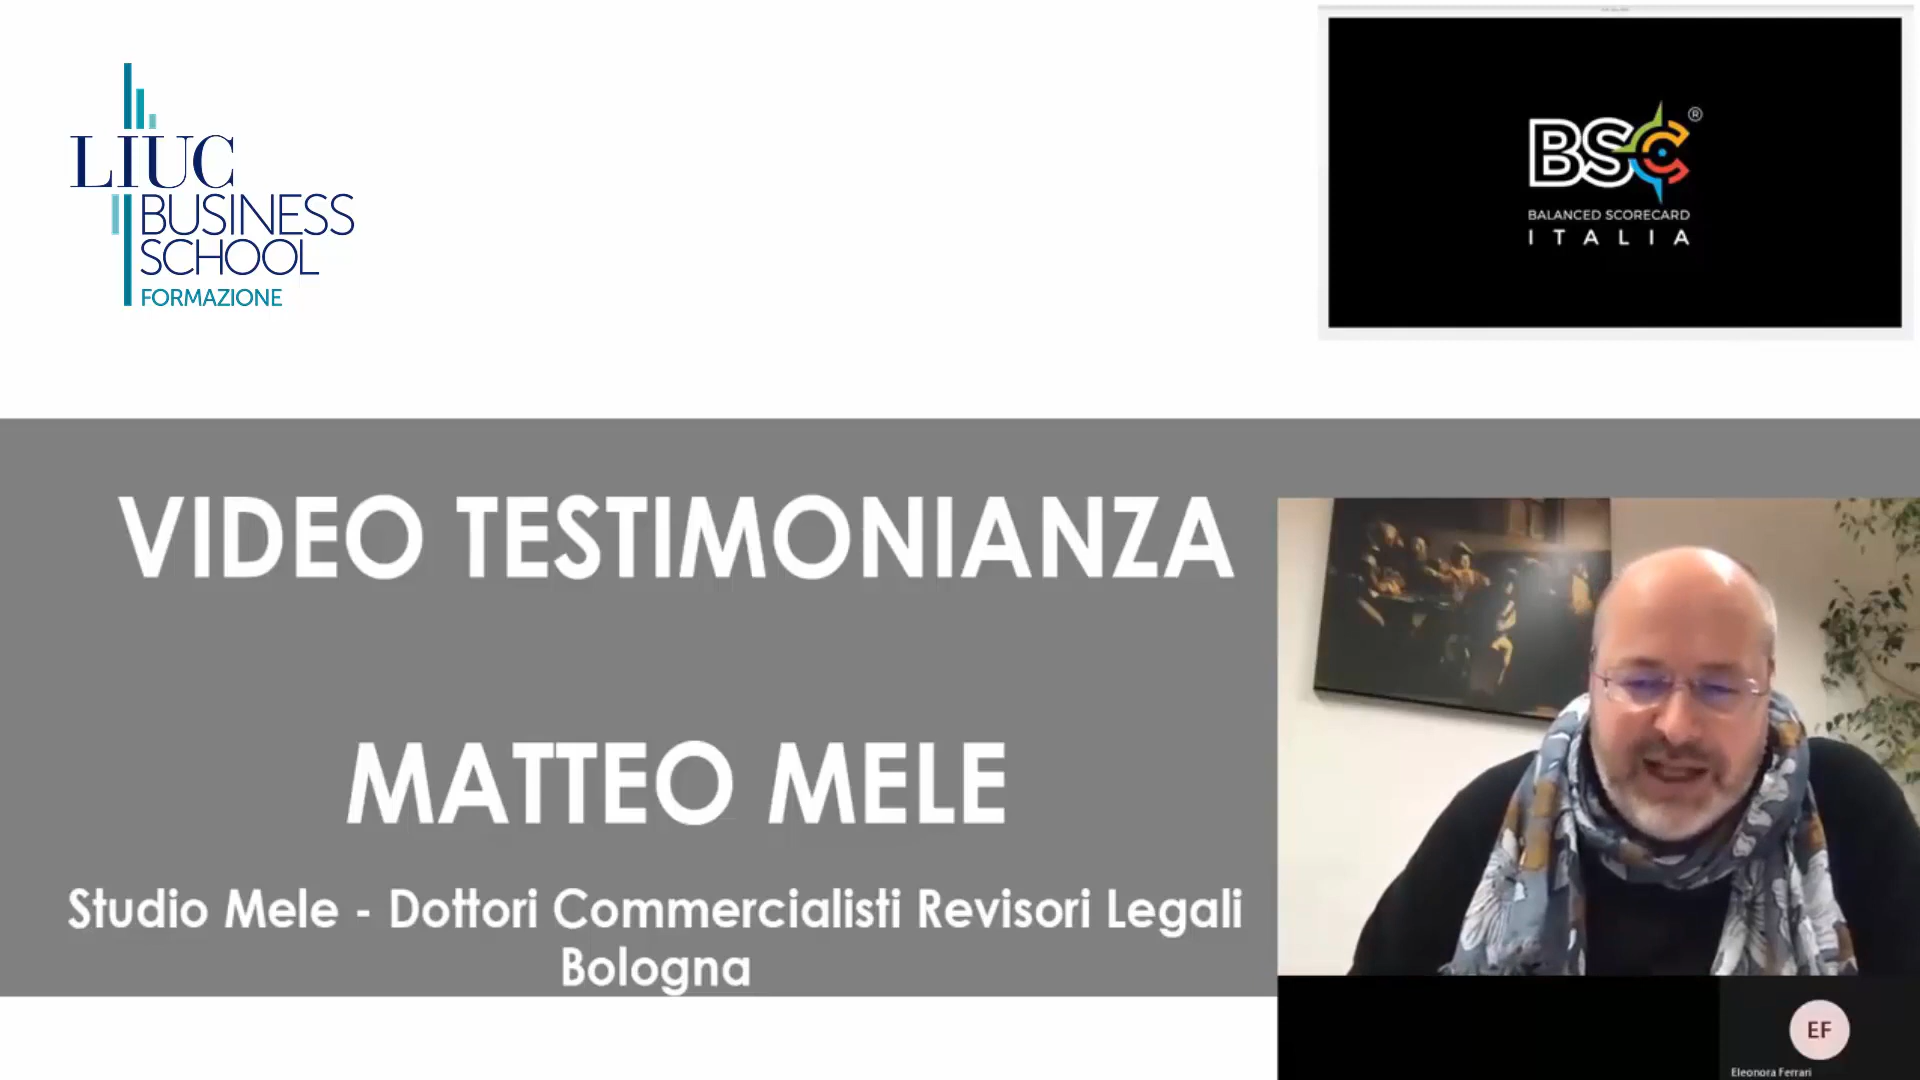 LIUC
BUSINESS
SCHOOL
FORMAZIONE
BSC®
BALANCED SCORECARD
ITALIA
VIDEO TESTIMONIANZA
MATTEO MELE
Studio Mele - Dottori Commercialisti Revisori Legali
Bologna
EF
Eleonora Ferrari